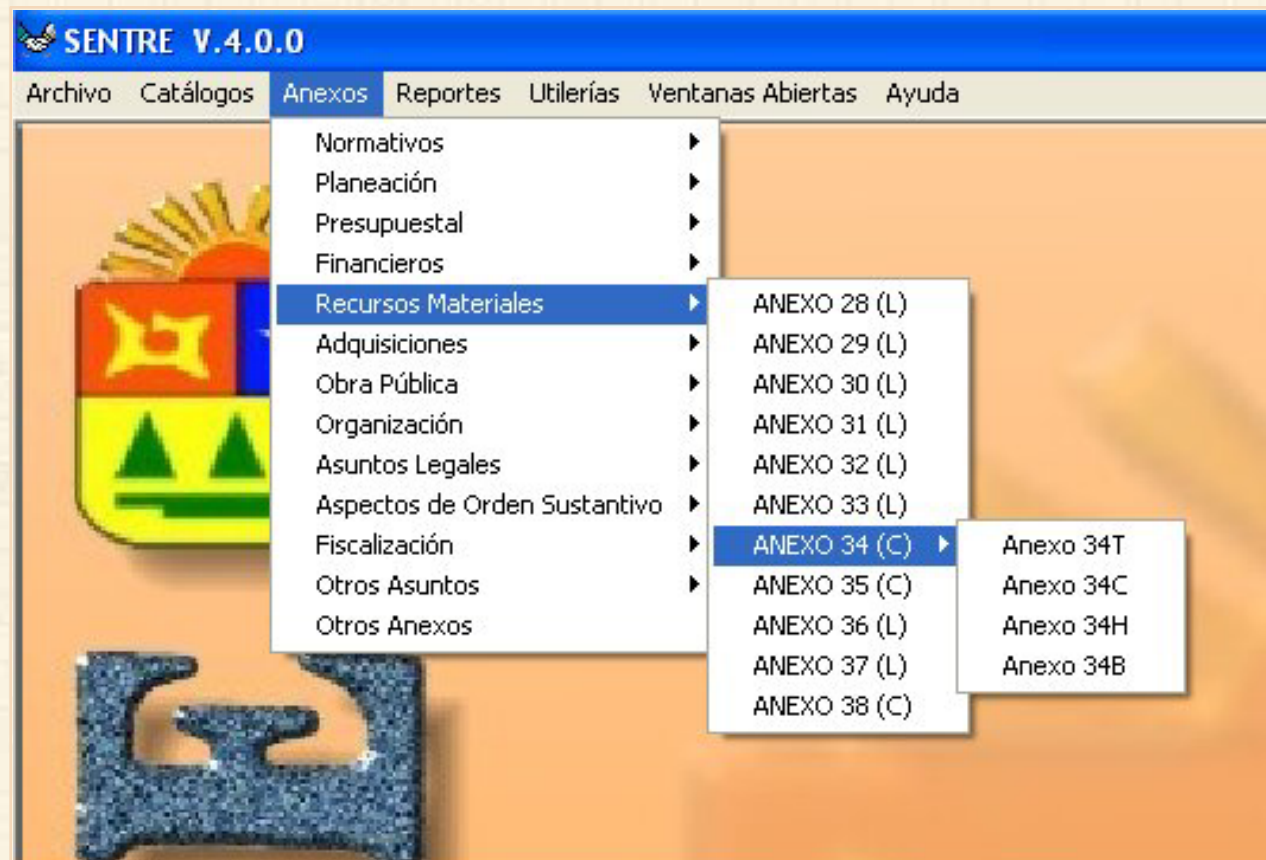 SENTRE V.4.0.0
Archivo Catálogos Anexos Reportes Utilerías Ventanas Abiertas Ayuda
Normativos
Planeación
Presupuestal
Financieros
Recursos Materiales
Adquisiciones
Obra Pública
Organización
Asuntos Legales
Aspectos de Orden Sustantivo
Fiscalización
Otros Asuntos
Otros Anexos
ANEXO 28 (L)
ANEXO 29 (L)
ANEXO 30 (L)
ANEXO 31 (L)
ANEXO 32 (L)
ANEXO 33 (L)
ANEXO 34 (C)
ANEXO 35 (C)
ANEXO 36 (L)
ANEXO 37 (L)
ANEXO 38 (C)
Anexo 34T
Anexo 34C
Anexo 34H
Anexo 34B